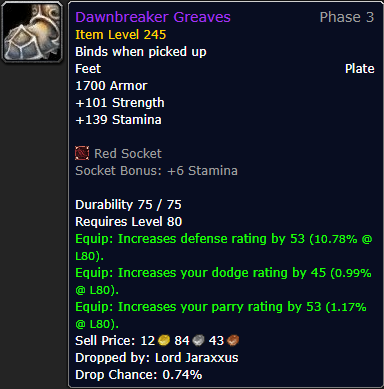 Dawnbreaker Greaves Phase 3
Item Level 245
Binds when picked up
Feet Plate
1700 Armor
+101 Strength
+139 Stamina
Red Socket
Socket Bonus: +6 Stamina
Durability 75 / 75
Requires Level 80
Equip: Increases defense rating by 53 (10.78% @
L80).
Equip: Increases your dodge rating by 45 (0.99%
@ L80).
Equip: Increases your parry rating by 53 (1.17%
@ L80).
Sell Price: 12 84 43
Dropped by: Lord Jaraxxus
Drop Chance: 0.74%